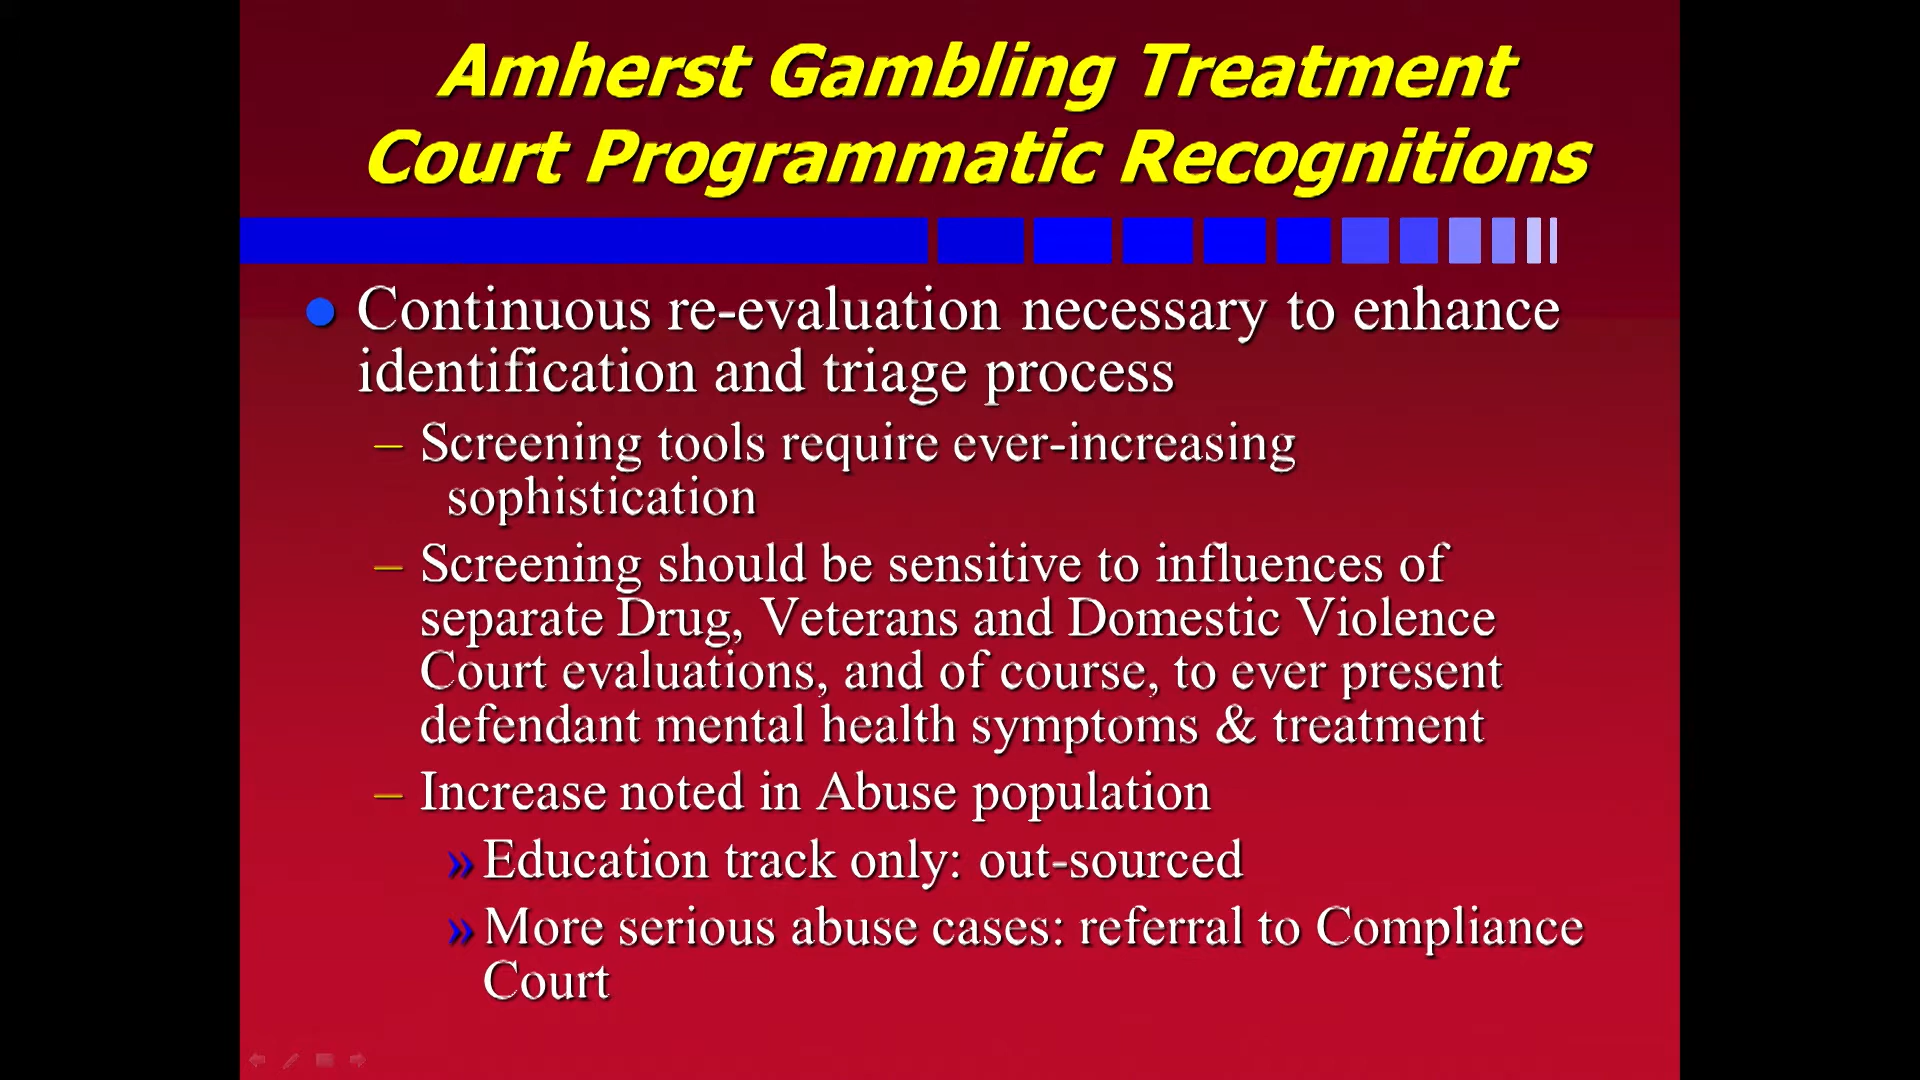 Amherst Gambling Treatment
Court Programmatic Recognitions
● Continuous re-evaluation necessary to enhance
identification and triage process
– Screening tools require ever-increasing
sophistication
– Screening should be sensitive to influences of
separate Drug, Veterans and Domestic Violence
Court evaluations, and of course, to ever present
defendant mental health symptoms & treatment
– Increase noted in Abuse population
» Education track only: out-sourced
» More serious abuse cases: referral to Compliance
Court